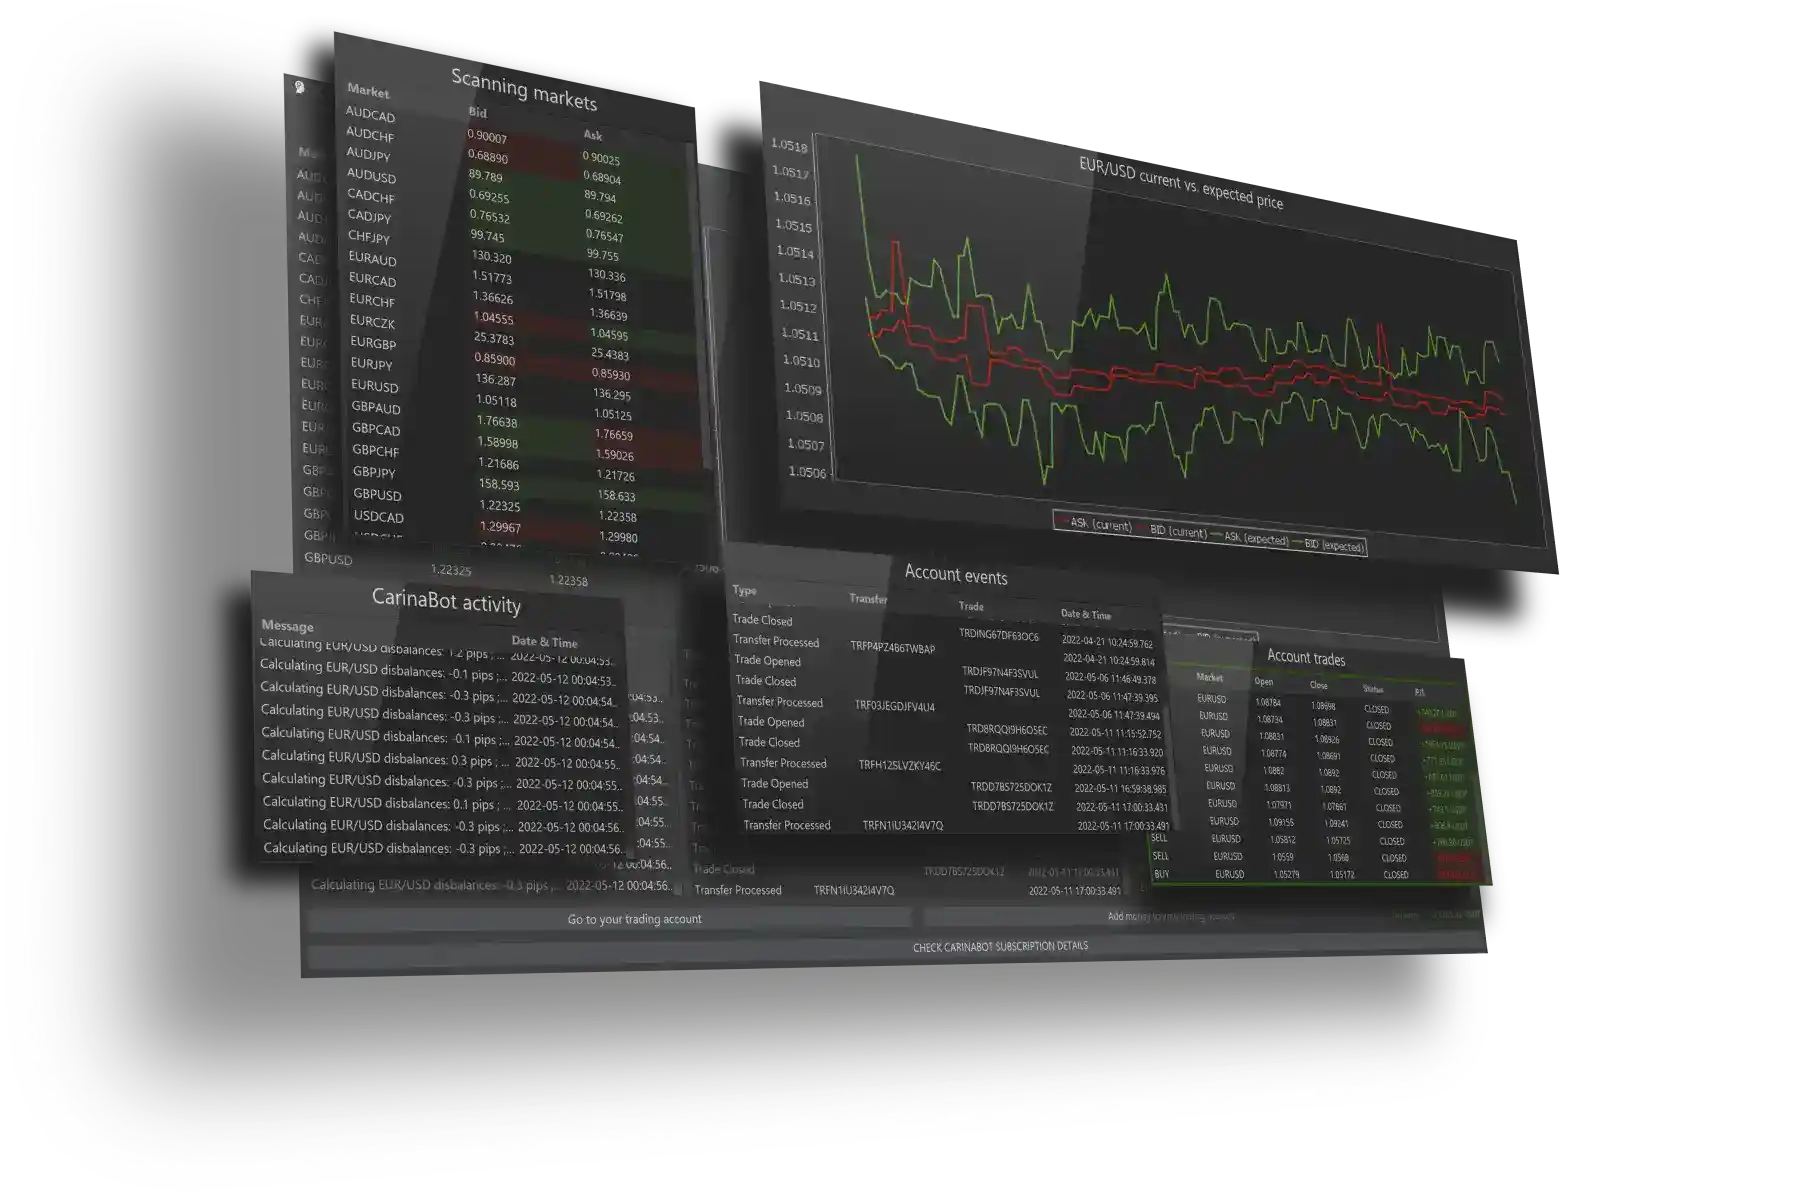 Scanning markets
Market Bid Ask
AUDCAD 0.90007 0.90025
AUDCHF 0.68890 0.68904
AUDJPY 89.789 89.794
AUDUSD 0.69255 0.69262
CADCHF 0.76532 0.76547
CADJPY 99.745 99.755
CHFJPY 130.320 130.336
EURAUD 1.51773 1.51798
EURCAD 1.36626 1.36639
EURCHF 1.04555 1.04595
EURCZK 25.3783 25.4383
EURGBP 0.85900 0.85930
EURJPY 136.287 136.295
EURUSD 1.05118 1.05125
GBPAUD 1.76638 1.76659
GBPCAD 1.58998 1.59026
GBPCHF 1.21686 1.21726
GBPJPY 158.593 158.633
GBPUSD 1.22325 1.22358
USDCAD 1.29967 1.29980
GBPUSD 1.22325 1.22358
EUR/USD current vs. expected price
1.0518
1.0517
1.0516
1.0515
1.0514
1.0513
1.0512
1.0511
1.0510
1.0509
1.0508
1.0507
1.0506
ASK (current) BID (current) ASK (expected) BID (expected)
CarinaBot activity
Message Date & Time
Calculating EUR/USD disbalances: 1.2 pips ;... 2022-05-12 00:04:53..
Calculating EUR/USD disbalances: -0.1 pips ;... 2022-05-12 00:04:53..
Calculating EUR/USD disbalances: -0.3 pips ;... 2022-05-12 00:04:54..
Calculating EUR/USD disbalances: -0.3 pips ;... 2022-05-12 00:04:54..
Calculating EUR/USD disbalances: -0.1 pips ;... 2022-05-12 00:04:54..
Calculating EUR/USD disbalances: 0.3 pips ;... 2022-05-12 00:04:55..
Calculating EUR/USD disbalances: -0.3 pips ;... 2022-05-12 00:04:55..
Calculating EUR/USD disbalances: 0.1 pips ;... 2022-05-12 00:04:55..
Calculating EUR/USD disbalances: -0.3 pips ;... 2022-05-12 00:04:56..
Calculating EUR/USD disbalances: -0.3 pips ;... 2022-05-12 00:04:56..
Calculating EUR/USD disbalances: -0.3 pips ,... 2022-05-12 00:04:56..
Account events
Type Transfer Trade Date & Time
Trade Closed TRDING67DF63OC6 2022-04-21 10:24:59.762
Transfer Processed TRFP4PZ4B6TWBAP 2022-04-21 10:24:59.814
Trade Opened TRDJF97N4F3SVUL 2022-05-06 11:46:49.378
Trade Closed TRDJF97N4F3SVUL 2022-05-06 11:47:39.395
Transfer Processed TRF03JEGDJFV4U4 2022-05-06 11:47:39.494
Trade Opened TRD8RQQI9H6O5EC 2022-05-11 11:15:52.752
Trade Closed TRD8RQQI9H6O5EC 2022-05-11 11:16:33.920
Transfer Processed TRFH12SLVZKY46C 2022-05-11 11:16:33.976
Trade Opened TRDD7BS725DOK1Z 2022-05-11 16:59:38.985
Trade Closed TRDD7BS725DOK1Z 2022-05-11 17:00:33.431
Transfer Processed TRFN1IU342I4V7Q 2022-05-11 17:00:33.491
Trade Closed TRDD7BS725DOK1Z 2022-05-11 17:00:33.431
Transfer Processed TRFN1IU342I4V7Q 2022-05-11 17:00:33.491
Account trades
Market Open Close Status P/L
EURUSD 1.08784 1.08698 CLOSED
EURUSD 1.08734 1.08831 CLOSED
EURUSD 1.08831 1.08926 CLOSED
EURUSD 1.08774 1.08691 CLOSED
EURUSD 1.0882 1.0892 CLOSED
EURUSD 1.08813 1.0892 CLOSED
EURUSD 1.07971 1.07861 CLOSED
EURUSD 1.09155 1.09241 CLOSED
SELL EURUSD 1.05812 1.05725 CLOSED
SELL EURUSD 1.0559 1.0568 CLOSED
BUY EURUSD 1.05279 1.05172 CLOSED
Go to your trading account
Add money to your trading account
CHECK CARINABOT SUBSCRIPTION DETAILS